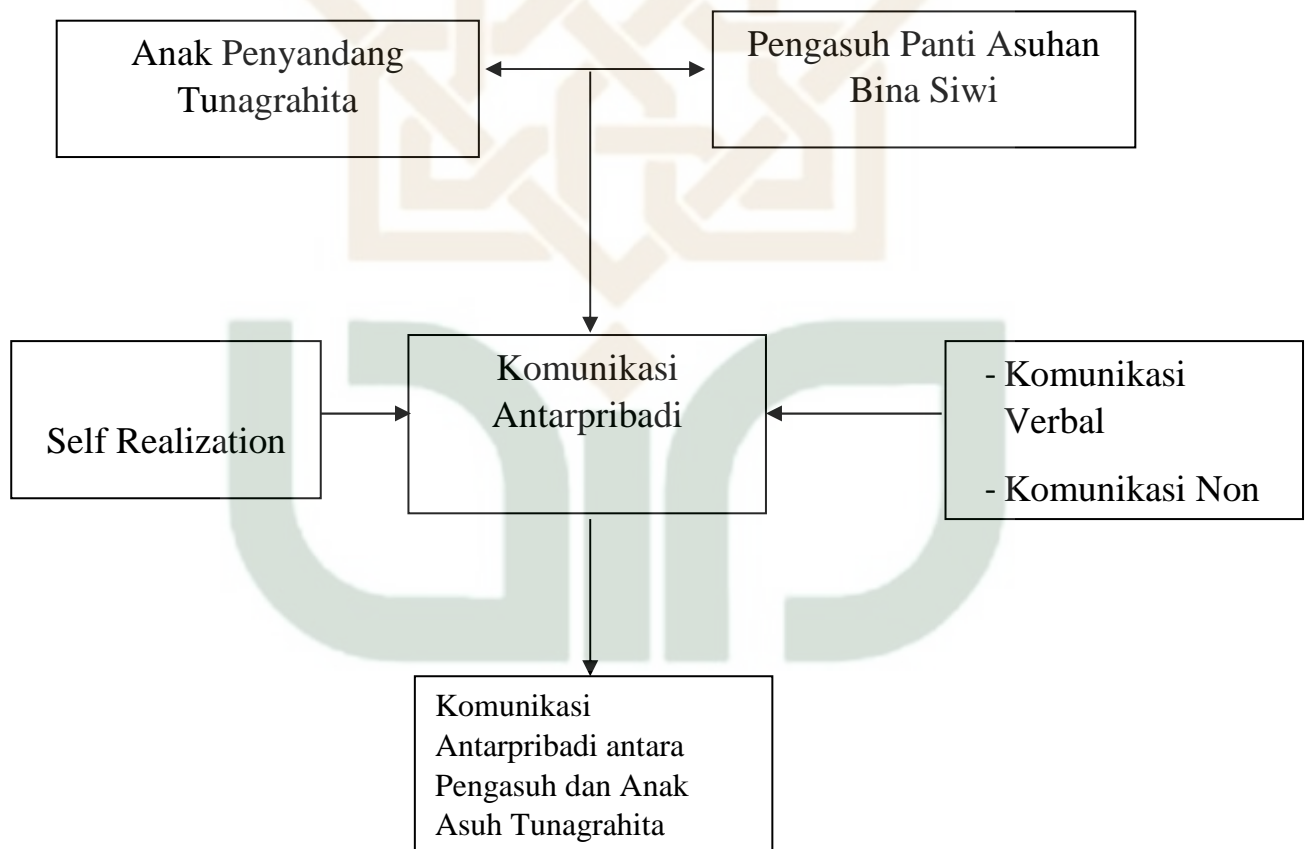 Anak Penyandang
Tunagrahita
Pengasuh Panti Asuhan
Bina Siwi
Self Realization
Komunikasi
Antarpribadi
- Komunikasi
Verbal
- Komunikasi Non
Komunikasi
Antarpribadi antara
Pengasuh dan Anak
Asuh Tunagrahita